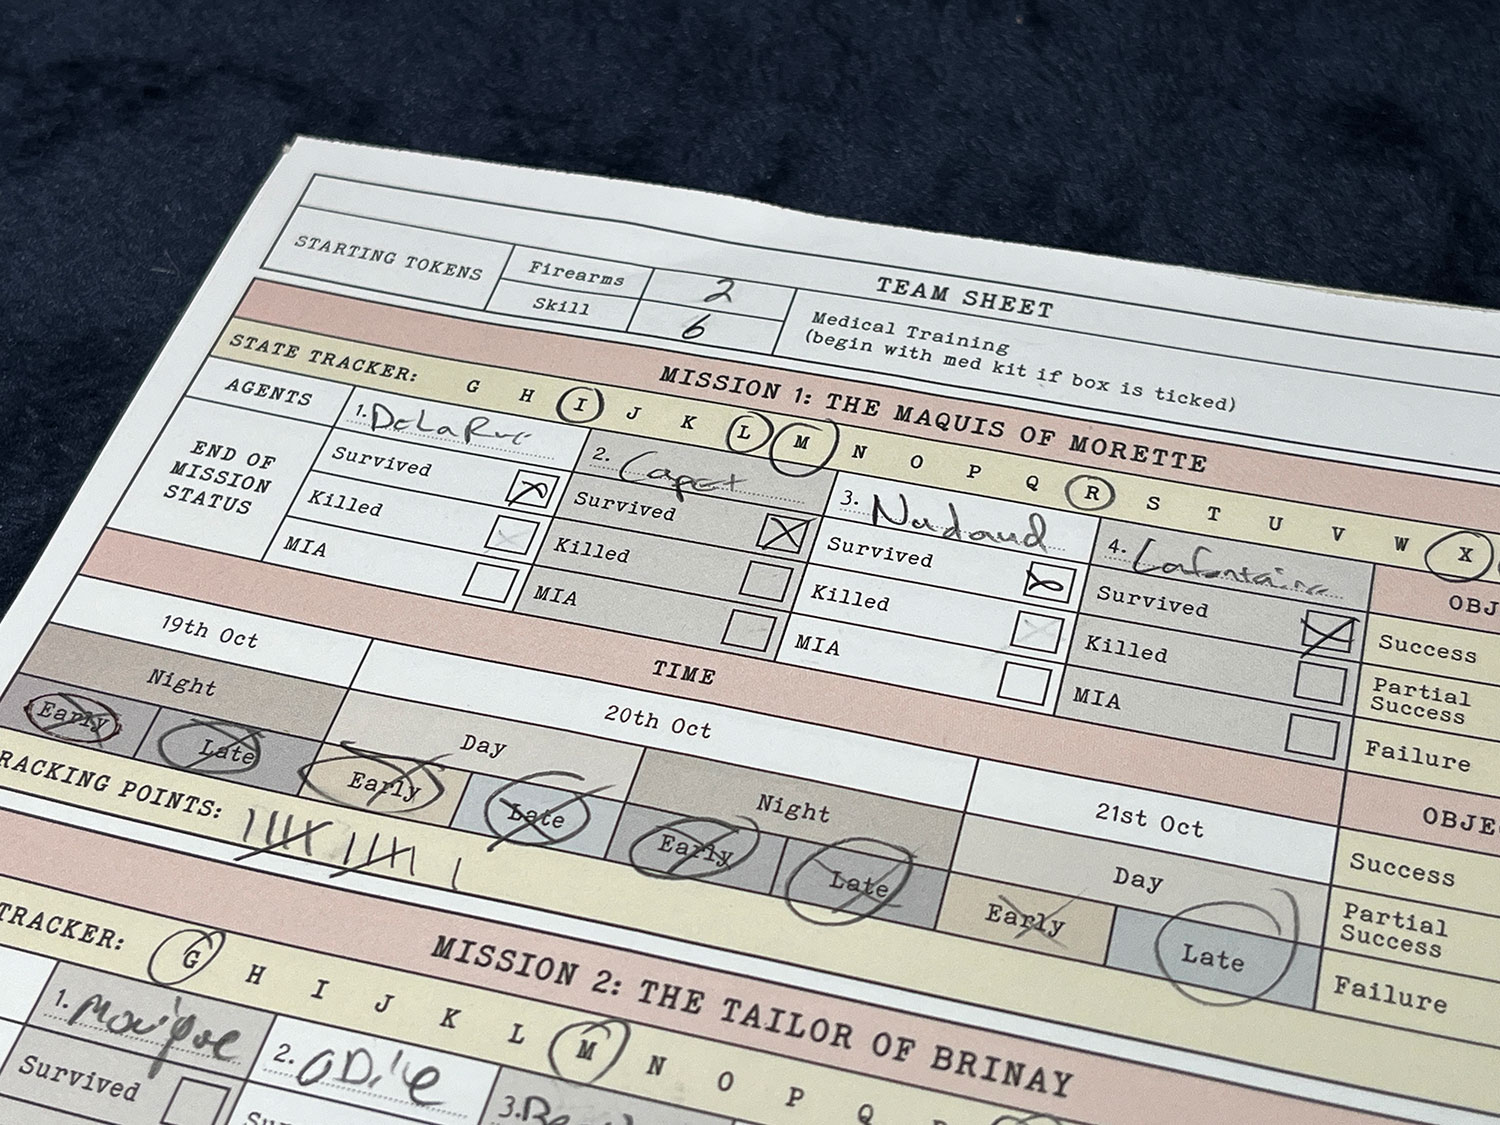 TEAM SHEET
STARTING TOKENS
Firearms 2
Skill 6
Medical Training
(begin with med kit if box is ticked)
MISSION 1: THE MAQUIS OF MORETTE
STATE TRACKER: G H I J K L M N O P Q R S T U V W X
AGENTS
1. DeLaRue
2. Capet
3. Nadaud
4. Lafontaine
END OF
MISSION
STATUS
Survived
Killed
MIA
Survived
Killed
MIA
Survived
Killed
MIA
Survived
Killed
MIA
OBJ
Success
Partial
Success
Failure
TIME
19th Oct
20th Oct
21st Oct
Night
Day
Night
Day
Early Late Early Late Early Late Early Late
OBJE
Success
Partial
Success
Failure
RACKING POINTS:
MISSION 2: THE TAILOR OF BRINAY
TRACKER: G H I J K L M N O P Q
1. Monique
2. ODile
3.
Survived